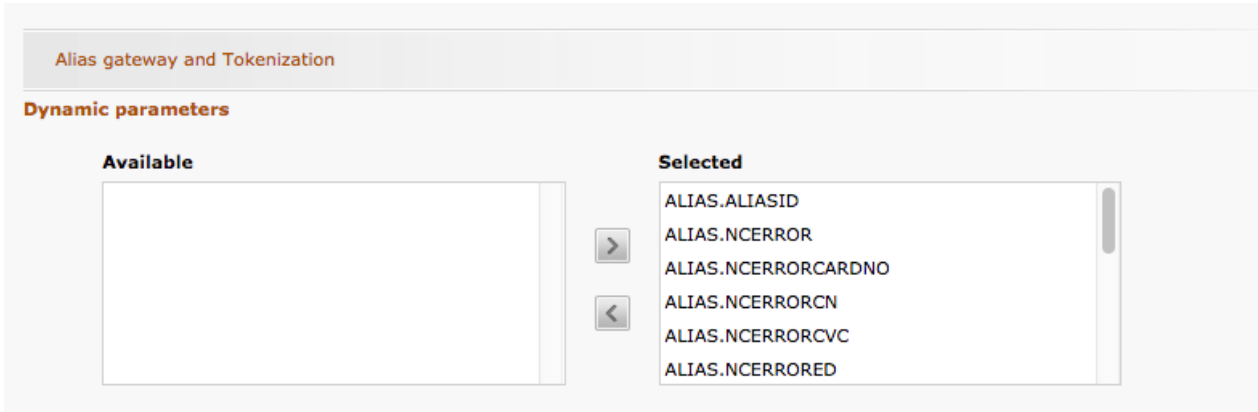 Alias gateway and Tokenization
Dynamic parameters
Available
Selected
ALIAS.ALIASID
ALIAS.NCERROR
ALIAS.NCERRORCARDNO
ALIAS.NCERRORCN
ALIAS.NCERRORCVC
ALIAS.NCERRORED